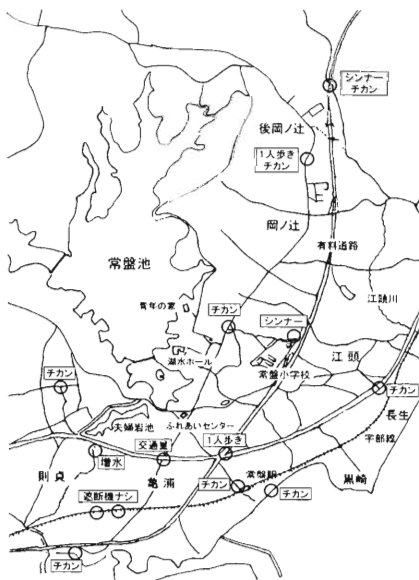 シンナー
チカン
後岡ノ辻
1人歩き
チカン
岡ノ辻
有料道路
常盤池
江頭川
青年の家
チカン
シンナー
湖水ホール
常盤小学校
江頭
チカン
チカン
夫婦岩池
ふれあいセンター
長生
交通量
1人歩き
宇部線
増水
則貞
亀浦
チカン
常盤駅
黒崎
チカン
遮断機ナシ
チカン